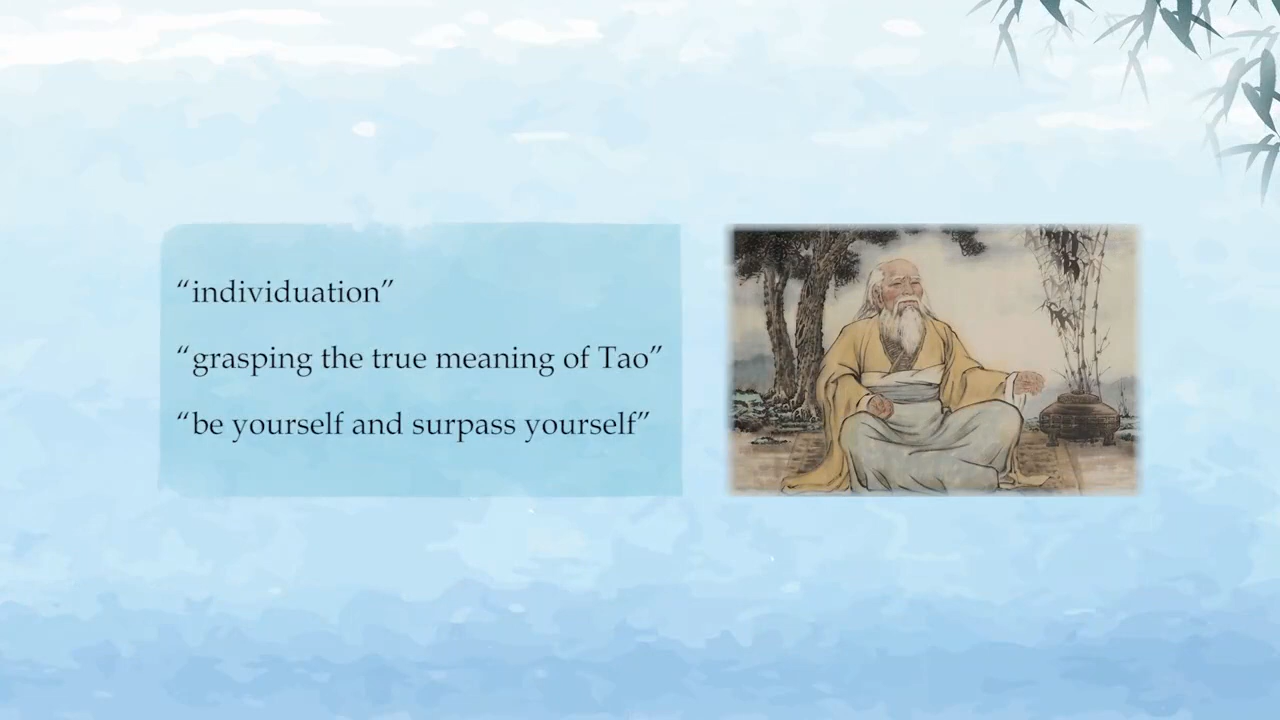 “individuation”
“grasping the true meaning of Tao”
“be yourself and surpass yourself”